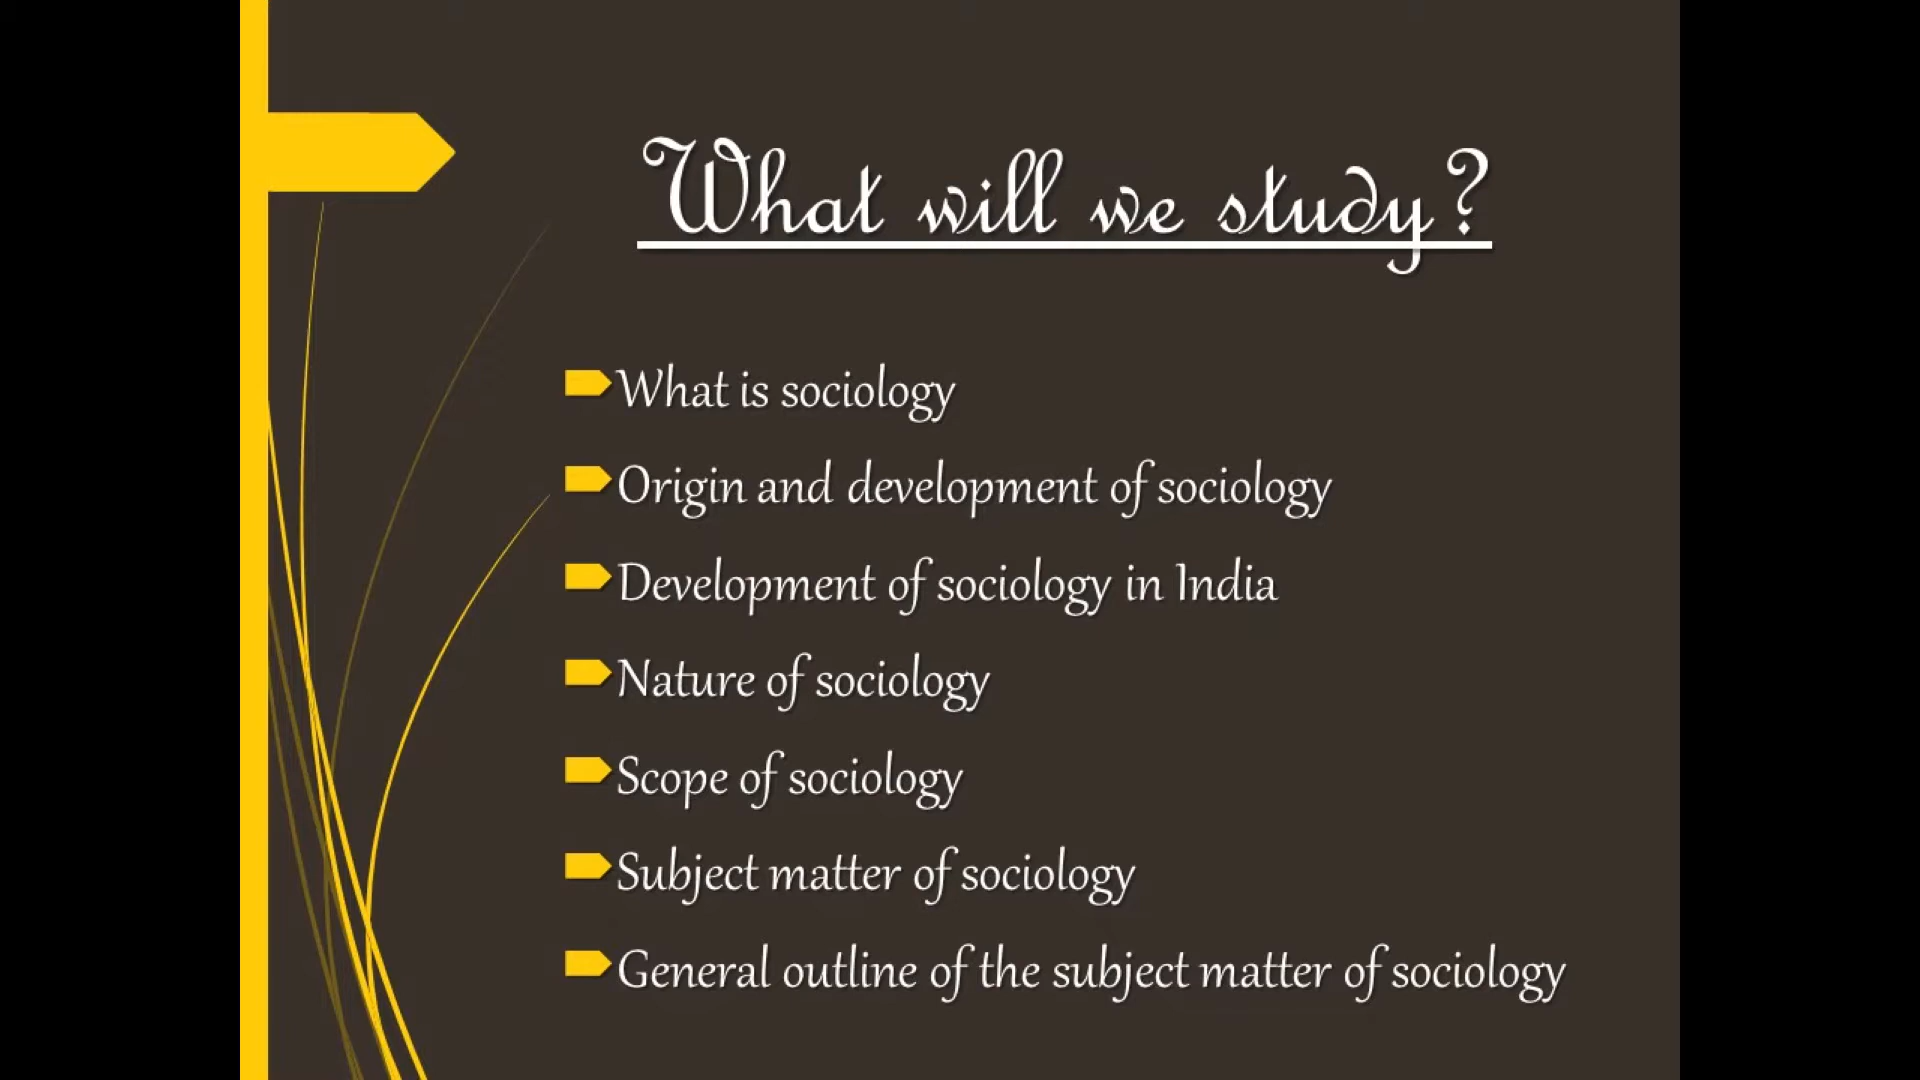 What will we study?
What is sociology
Origin and development of sociology
Development of sociology in India
Nature of sociology
Scope of sociology
Subject matter of sociology
General outline of the subject matter of sociology